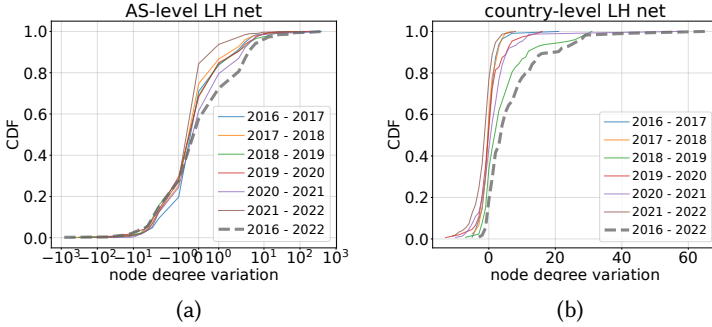 AS-level LH net
CDF
1.0
0.8
0.6
0.4
0.2
0.0
2016 - 2017
2017 - 2018
2018 - 2019
2019 - 2020
2020 - 2021
2021 - 2022
2016 - 2022
−10³ −10² −10¹ −10⁰ 0 10⁰ 10¹ 10² 10³
node degree variation
(a)
country-level LH net
CDF
1.0
0.8
0.6
0.4
0.2
0.0
2016 - 2017
2017 - 2018
2018 - 2019
2019 - 2020
2020 - 2021
2021 - 2022
2016 - 2022
0 20 40 60
node degree variation
(b)